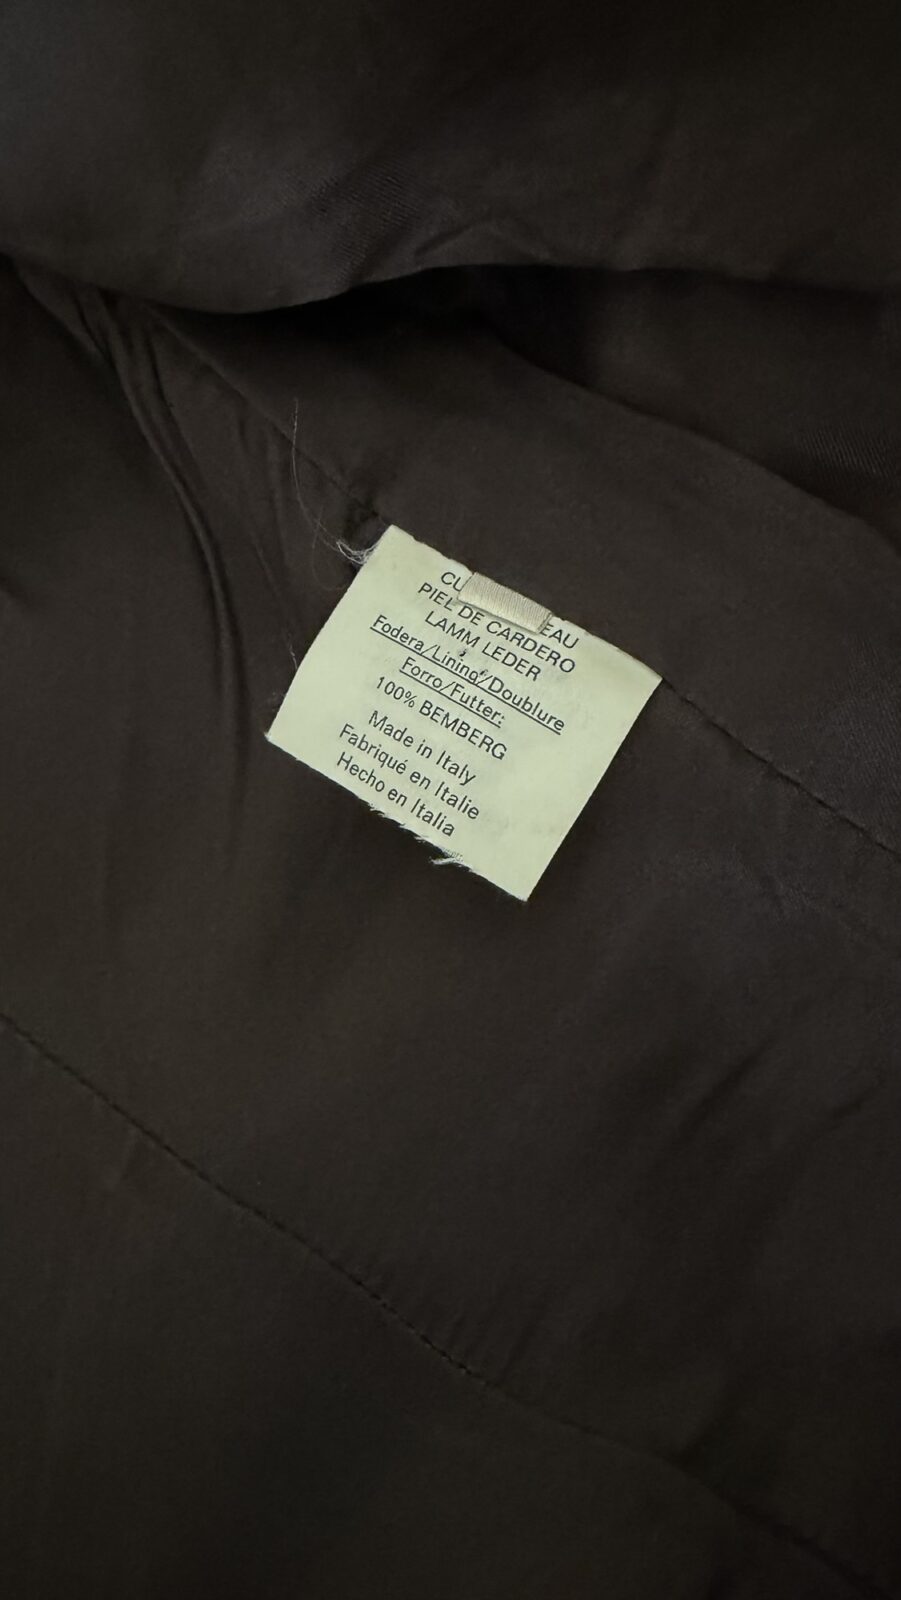 PIEL DE CARDERO
LAMM LEDER
Fodera/Lining/Doublure
Forro/Futter:
100% BEMBERG
Made in Italy
Fabriqué en Italie
Hecho en Italia